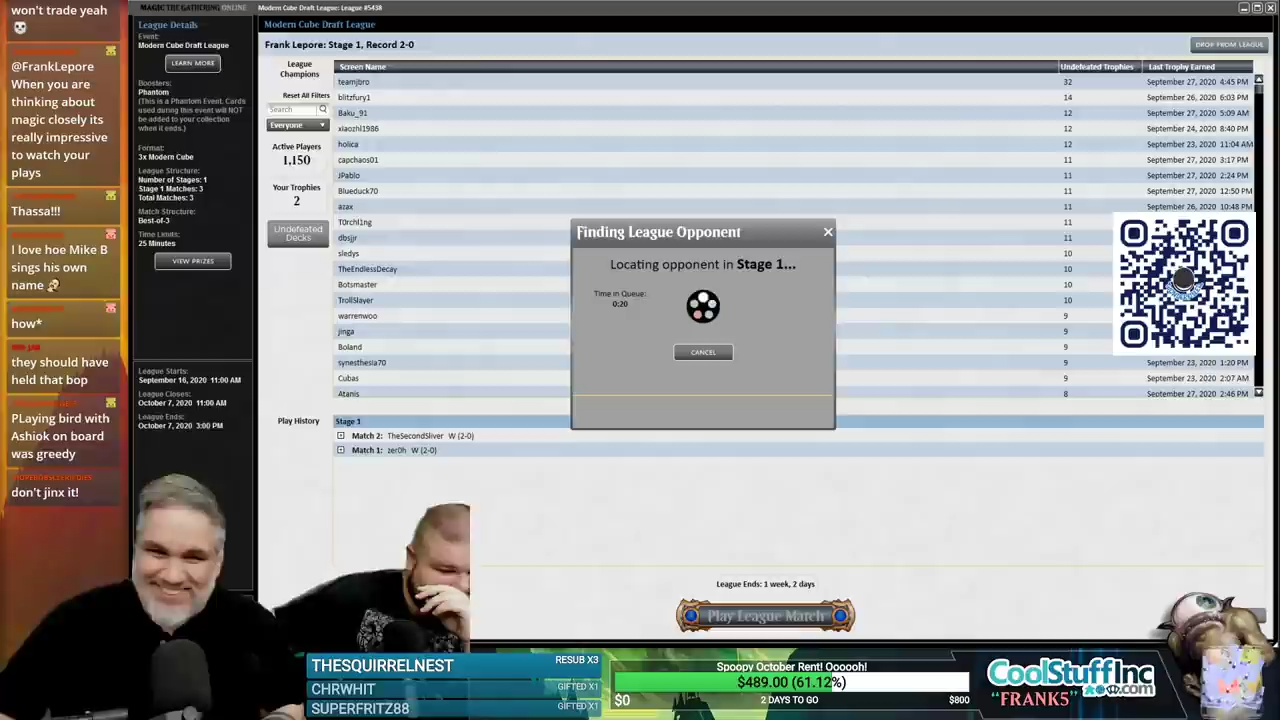 won't trade yeah
@FrankLepore
When you are
thinking about
magic closely its
really impressive
to watch your
plays
Thassa!!!
I love hoe Mike B
sings his own
name
how*
they should have
held that bop
PLaying bird with
Ashiok on board
was greedy
don't jinx it!
MAGIC THE GATHERING ONLINE
Modern Cube Draft League: League #5438
League Details
Event:
Modern Cube Draft League
LEARN MORE
Boosters:
Phantom
(This is a Phantom Event. Cards
used during this event will NOT
be added to your collection
when it ends.)
Format:
3x Modern Cube
League Structure:
Number of Stages: 1
Stage 1 Matches: 3
Total Matches: 3
Match Structure:
Best-of-3
Time Limits:
25 Minutes
VIEW PRIZES
League Starts:
September 16, 2020 11:00 AM
League Closes:
October 7, 2020 11:00 AM
League Ends:
October 7, 2020 3:00 PM
Modern Cube Draft League
Frank Lepore: Stage 1, Record 2-0
DROP FROM LEAGUE
League
Champions
Reset All Filters
Search
Everyone
Active Players
1,150
Your Trophies
2
Undefeated
Decks
Screen Name Undefeated Trophies Last Trophy Earned
teamjbro 32 September 27, 2020 4:45 PM
blitzfury1 14 September 26, 2020 6:03 PM
Baku_91 12 September 27, 2020 5:09 AM
xiaozhl1986 12 September 24, 2020 8:40 PM
holica 12 September 23, 2020 11:04 AM
capchaos01 11 September 27, 2020 3:17 PM
JPablo 11 September 27, 2020 2:24 PM
Blueduck70 11 September 27, 2020 12:50 PM
azax 11 September 26, 2020 10:48 PM
T0rchl1ng 11
dbsjjr 11
sledys 10
TheEndlessDecay 10
Botsmaster 10
TrollSlayer 10
warrenwoo 9
jinga 9
Boland 9
synesthesia70 9 September 23, 2020 1:20 PM
Cubas 9 September 23, 2020 2:07 AM
Atanis 8 September 27, 2020 2:46 PM
Finding League Opponent
Locating opponent in Stage 1...
Time in Queue:
0:20
CANCEL
Play History
Stage 1
Match 2: TheSecondSliver W (2-0)
Match 1: zer0h W (2-0)
League Ends: 1 week, 2 days
Play League Match
THESQUIRRELNEST RESUB X3
CHRWHIT GIFTED X1
SUPERFRITZ88 GIFTED X1
Spoopy October Rent! Oooooh!
$489.00 (61.12%)
$0 2 DAYS TO GO $800
CoolStuffInc
.com
"FRANK5"